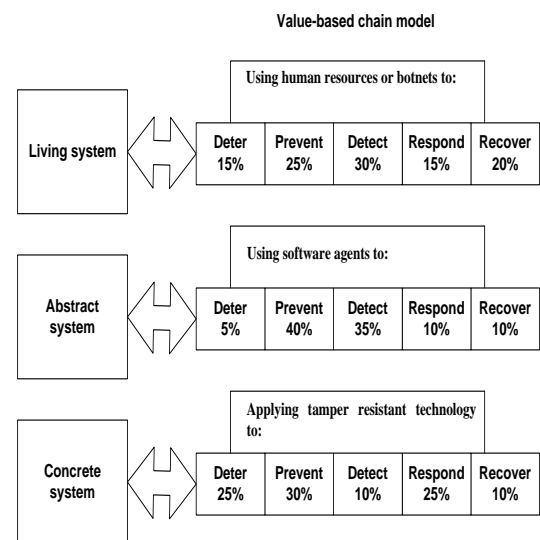 Value-based chain model
Using human resources or botnets to:
Living system
Deter
15%
Prevent
25%
Detect
30%
Respond
15%
Recover
20%
Using software agents to:
Abstract
system
Deter
5%
Prevent
40%
Detect
35%
Respond
10%
Recover
10%
Applying tamper resistant technology
to:
Concrete
system
Deter
25%
Prevent
30%
Detect
10%
Respond
25%
Recover
10%